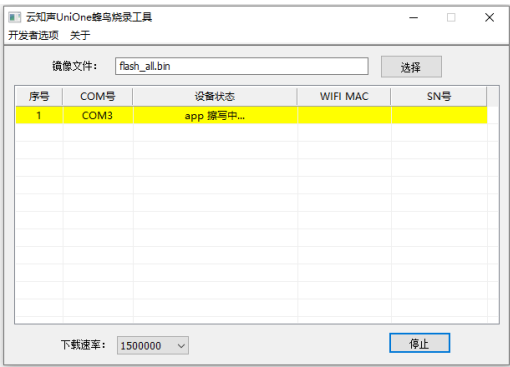 云知声UniOne蜂鸟烧录工具
开发者选项 关于
镜像文件： flash_all.bin 选择
序号 COM号 设备状态 WIFI MAC SN号
1 COM3 app 擦写中...
下载速率： 1500000 停止